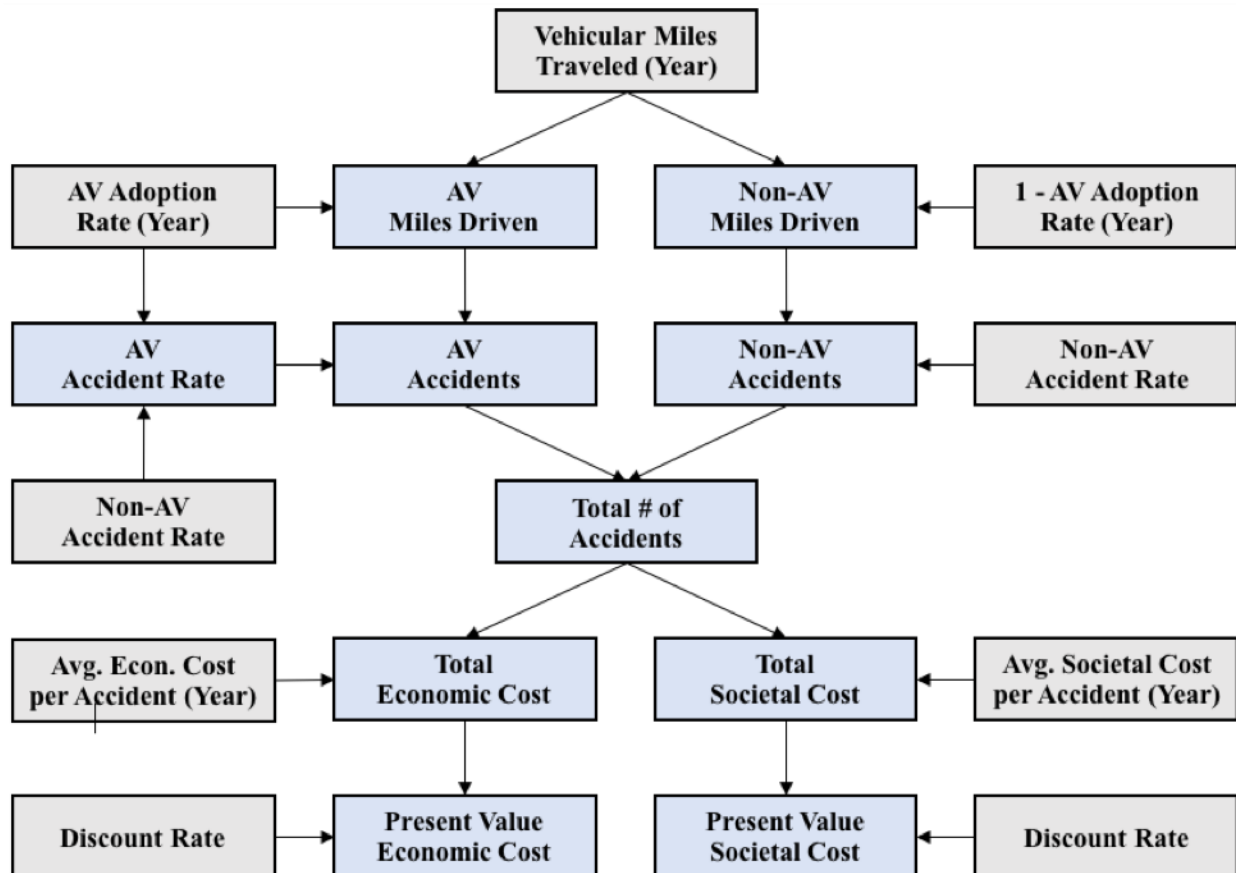 Vehicular Miles
Traveled (Year)
AV Adoption
Rate (Year)
AV
Miles Driven
Non-AV
Miles Driven
1 - AV Adoption
Rate (Year)
AV
Accident Rate
AV
Accidents
Non-AV
Accidents
Non-AV
Accident Rate
Non-AV
Accident Rate
Total # of
Accidents
Avg. Econ. Cost
per Accident (Year)
Total
Economic Cost
Total
Societal Cost
Avg. Societal Cost
per Accident (Year)
Discount Rate
Present Value
Economic Cost
Present Value
Societal Cost
Discount Rate